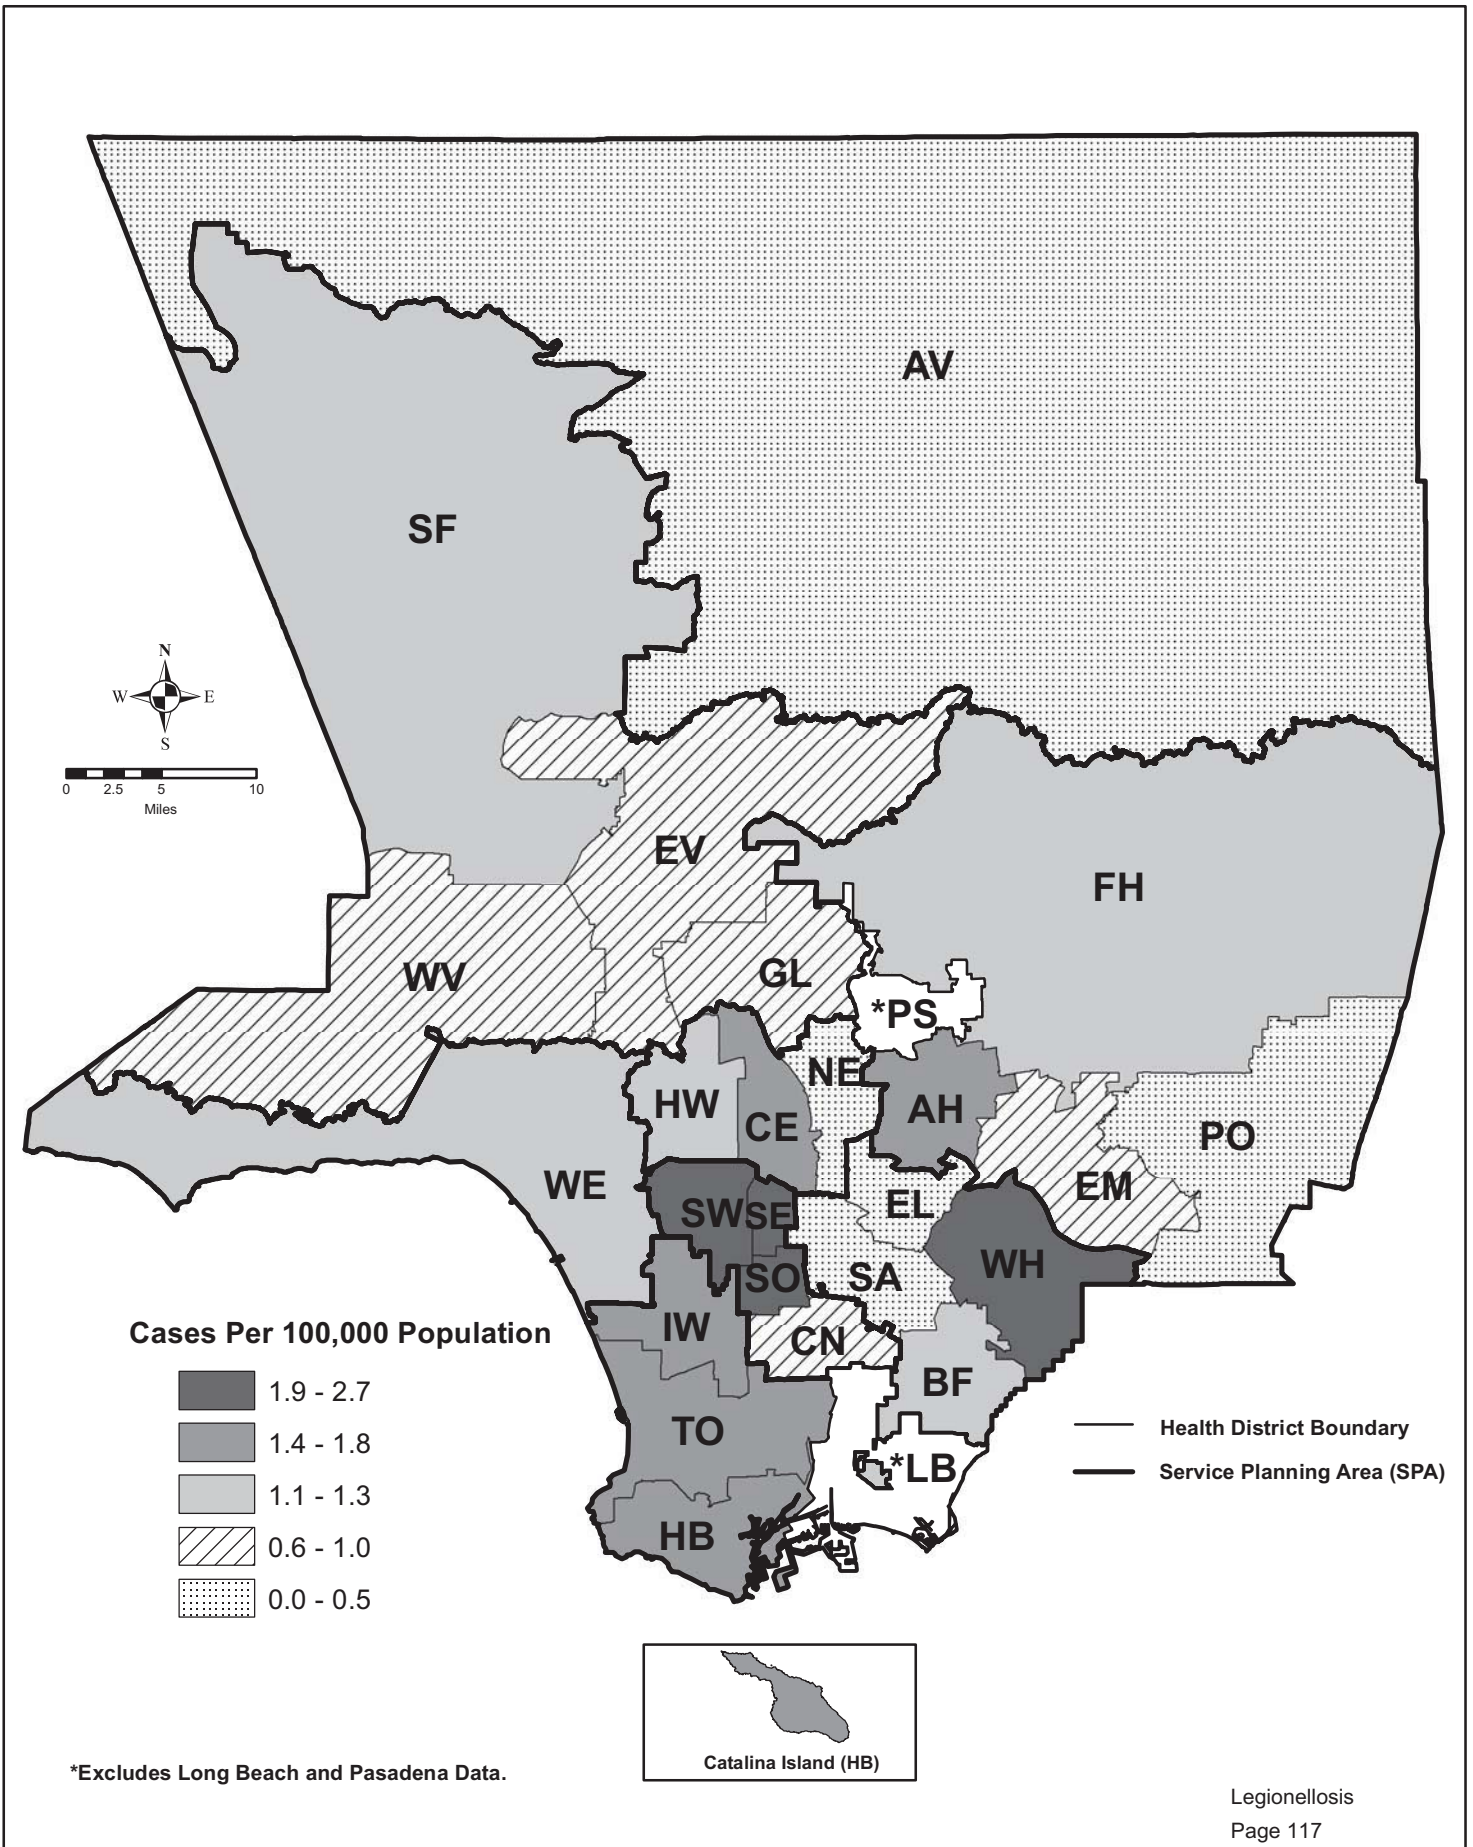 AV
SF
N
W E
S
0 2.5 5 10
Miles
EV
FH
WV
GL
*PS
NE
HW
AH
CE
PO
WE
EM
EL
SW
SE
WH
SO
SA
IW
CN
BF
TO
*LB
HB
Cases Per 100,000 Population
1.9 - 2.7
1.4 - 1.8
1.1 - 1.3
0.6 - 1.0
0.0 - 0.5
Health District Boundary
Service Planning Area (SPA)
Catalina Island (HB)
*Excludes Long Beach and Pasadena Data.
Legionellosis
Page 117